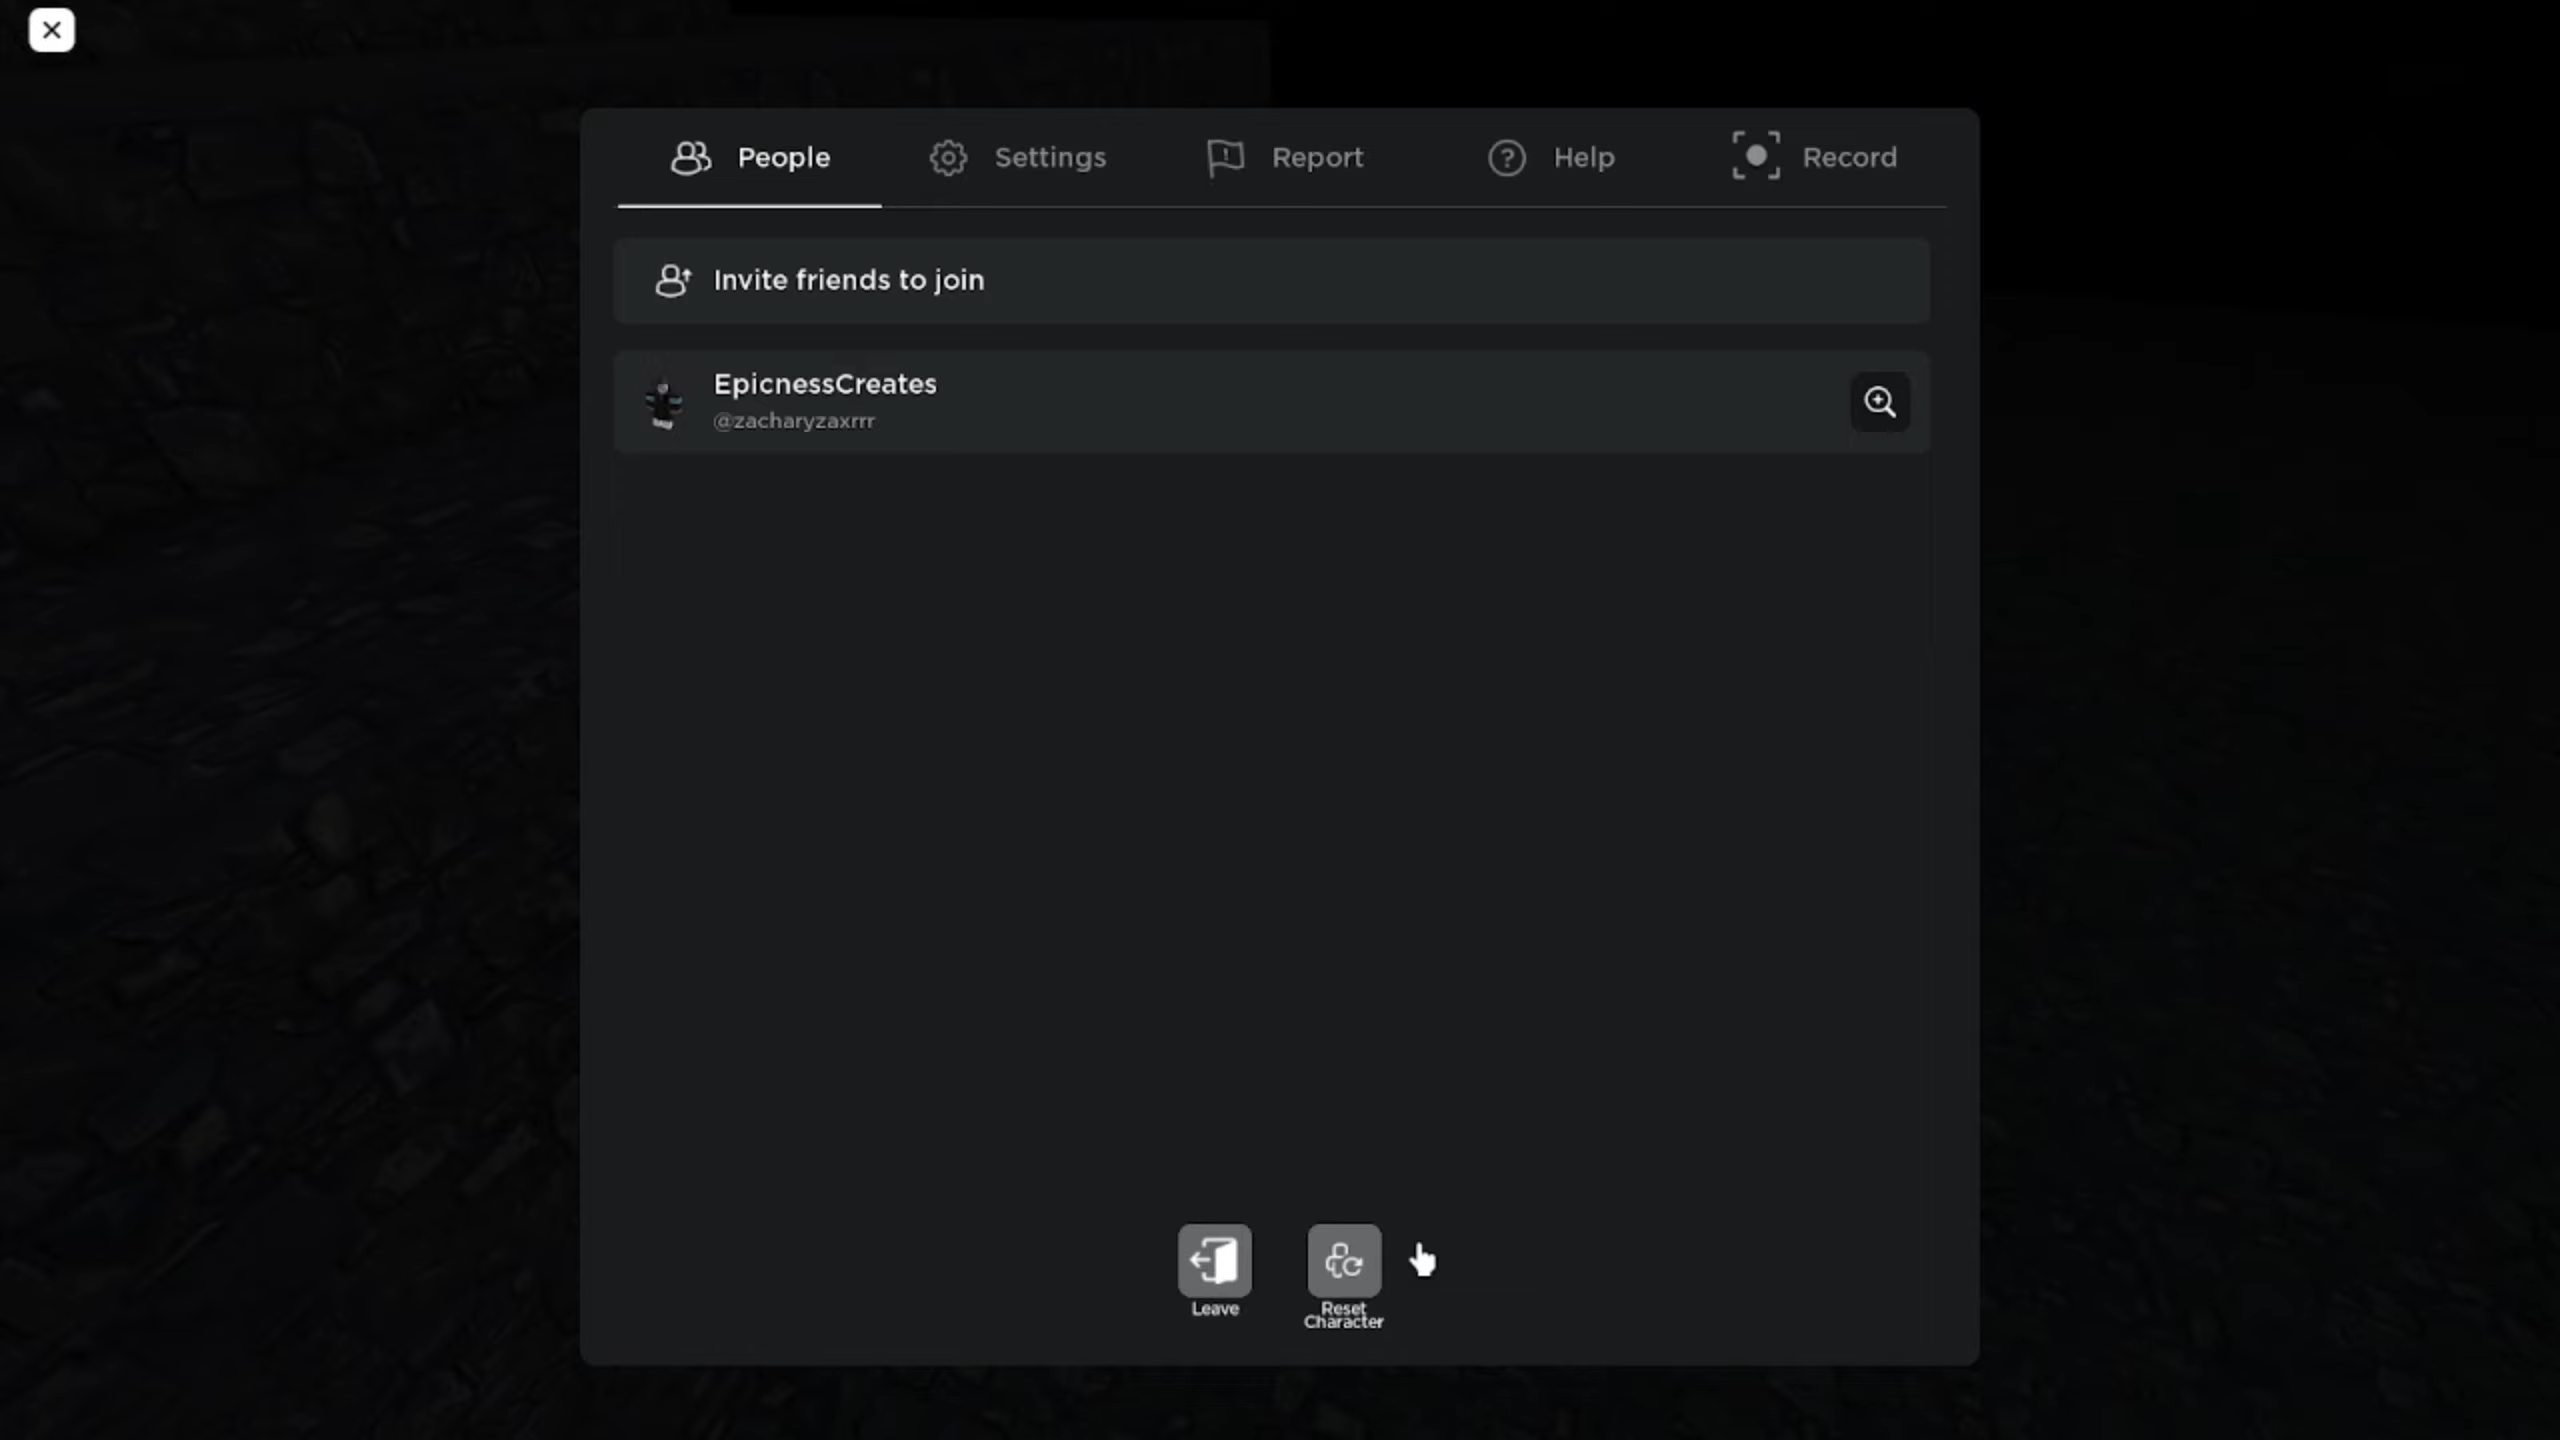 People
Settings
Report
Help
Record
Invite friends to join
EpicnessCreates
@zacharyzaxrrr
Leave
Reset
Character